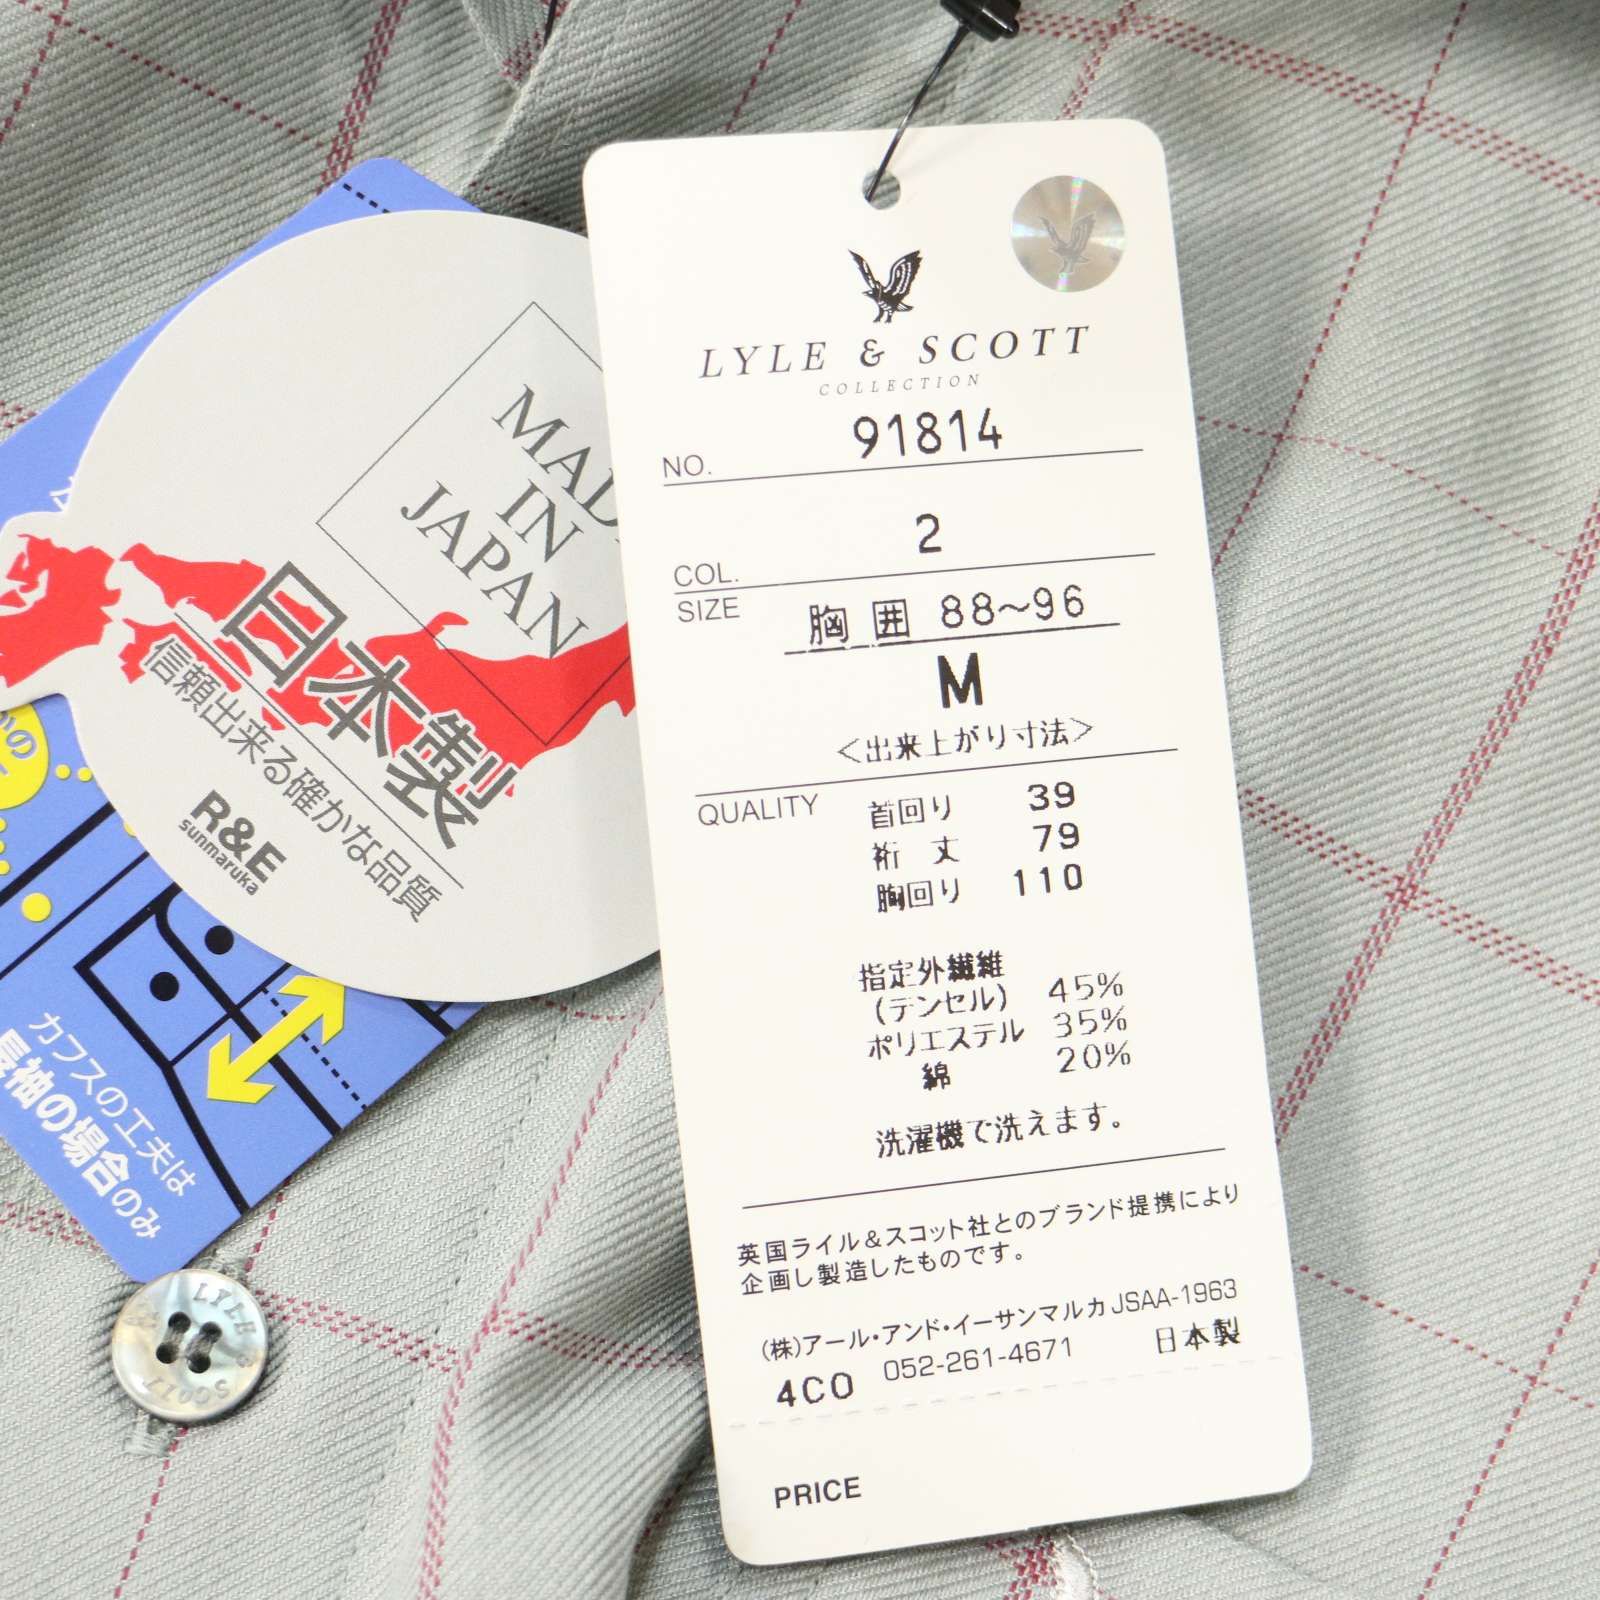 LYLE & SCOTT
COLLECTION
NO. 91814
COL. 2
SIZE 胸囲 88~96
M
<出来上がり寸法>
QUALITY 首回り 39
裄丈 79
胸回り 110
指定外繊維
(テンセル) 45%
ポリエステル 35%
綿 20%
洗濯機で洗えます。
英国ライル&スコット社とのブランド提携により
企画し製造したものです。
(株)アール・アンド・イーサンマルカ JSAA-1963
4CO 052-261-4671 日本製
PRICE
MAD
IN
JAPAN
日本製
信頼出来る確かな品質
R&E
sunmaruka
かの
カフスの工夫は
長袖の場合のみ
LYLE &
SCOTT